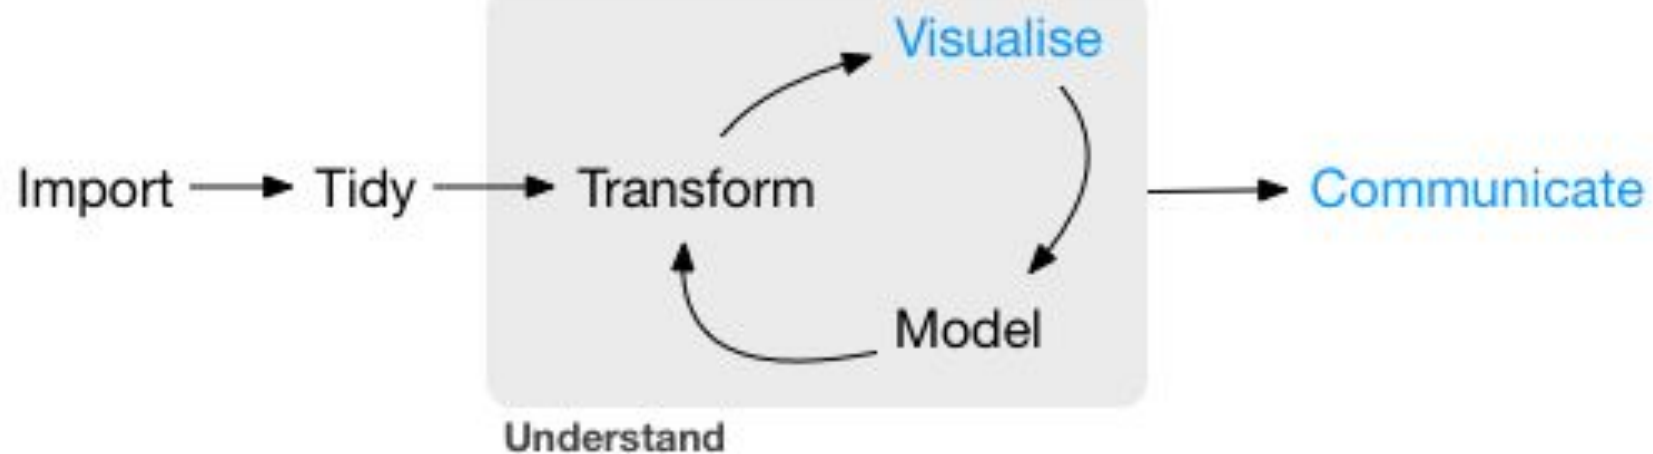 Visualise
Import Tidy Transform Communicate
Model
Understand